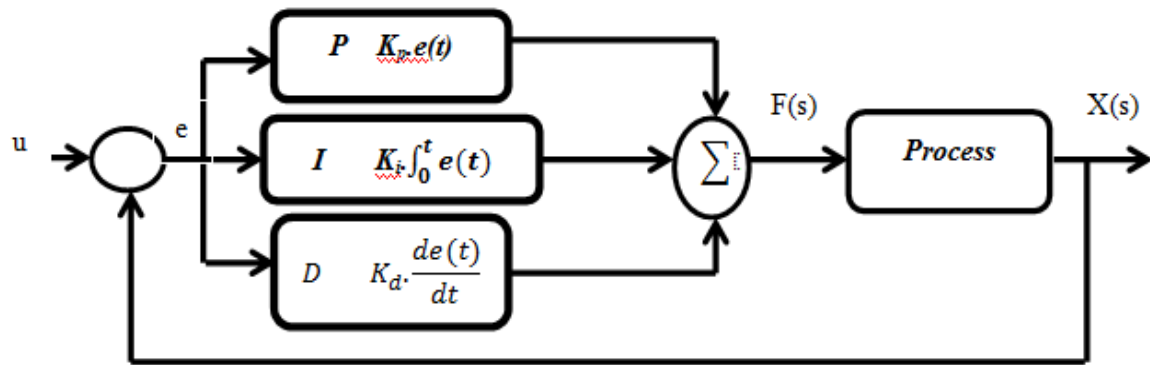 P K_p.e(t)
F(s)
X(s)
u
e
I K_i.∫_0^t e(t)
∑
Process
D K_d. de(t)/dt